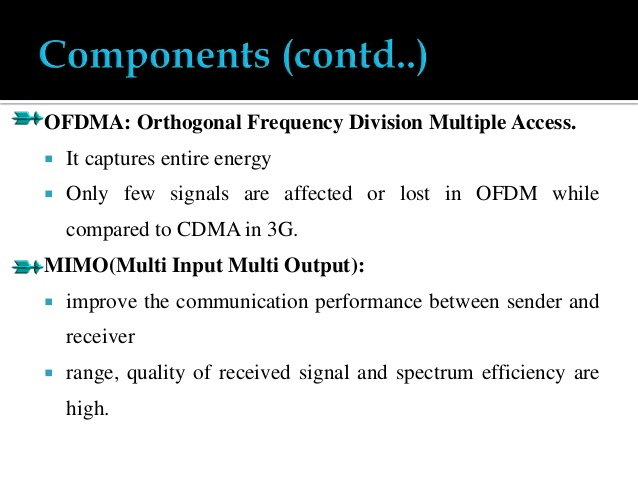 Components (contd..)
OFDMA: Orthogonal Frequency Division Multiple Access.
It captures entire energy
Only few signals are affected or lost in OFDM while
compared to CDMA in 3G.
MIMO(Multi Input Multi Output):
improve the communication performance between sender and
receiver
range, quality of received signal and spectrum efficiency are
high.